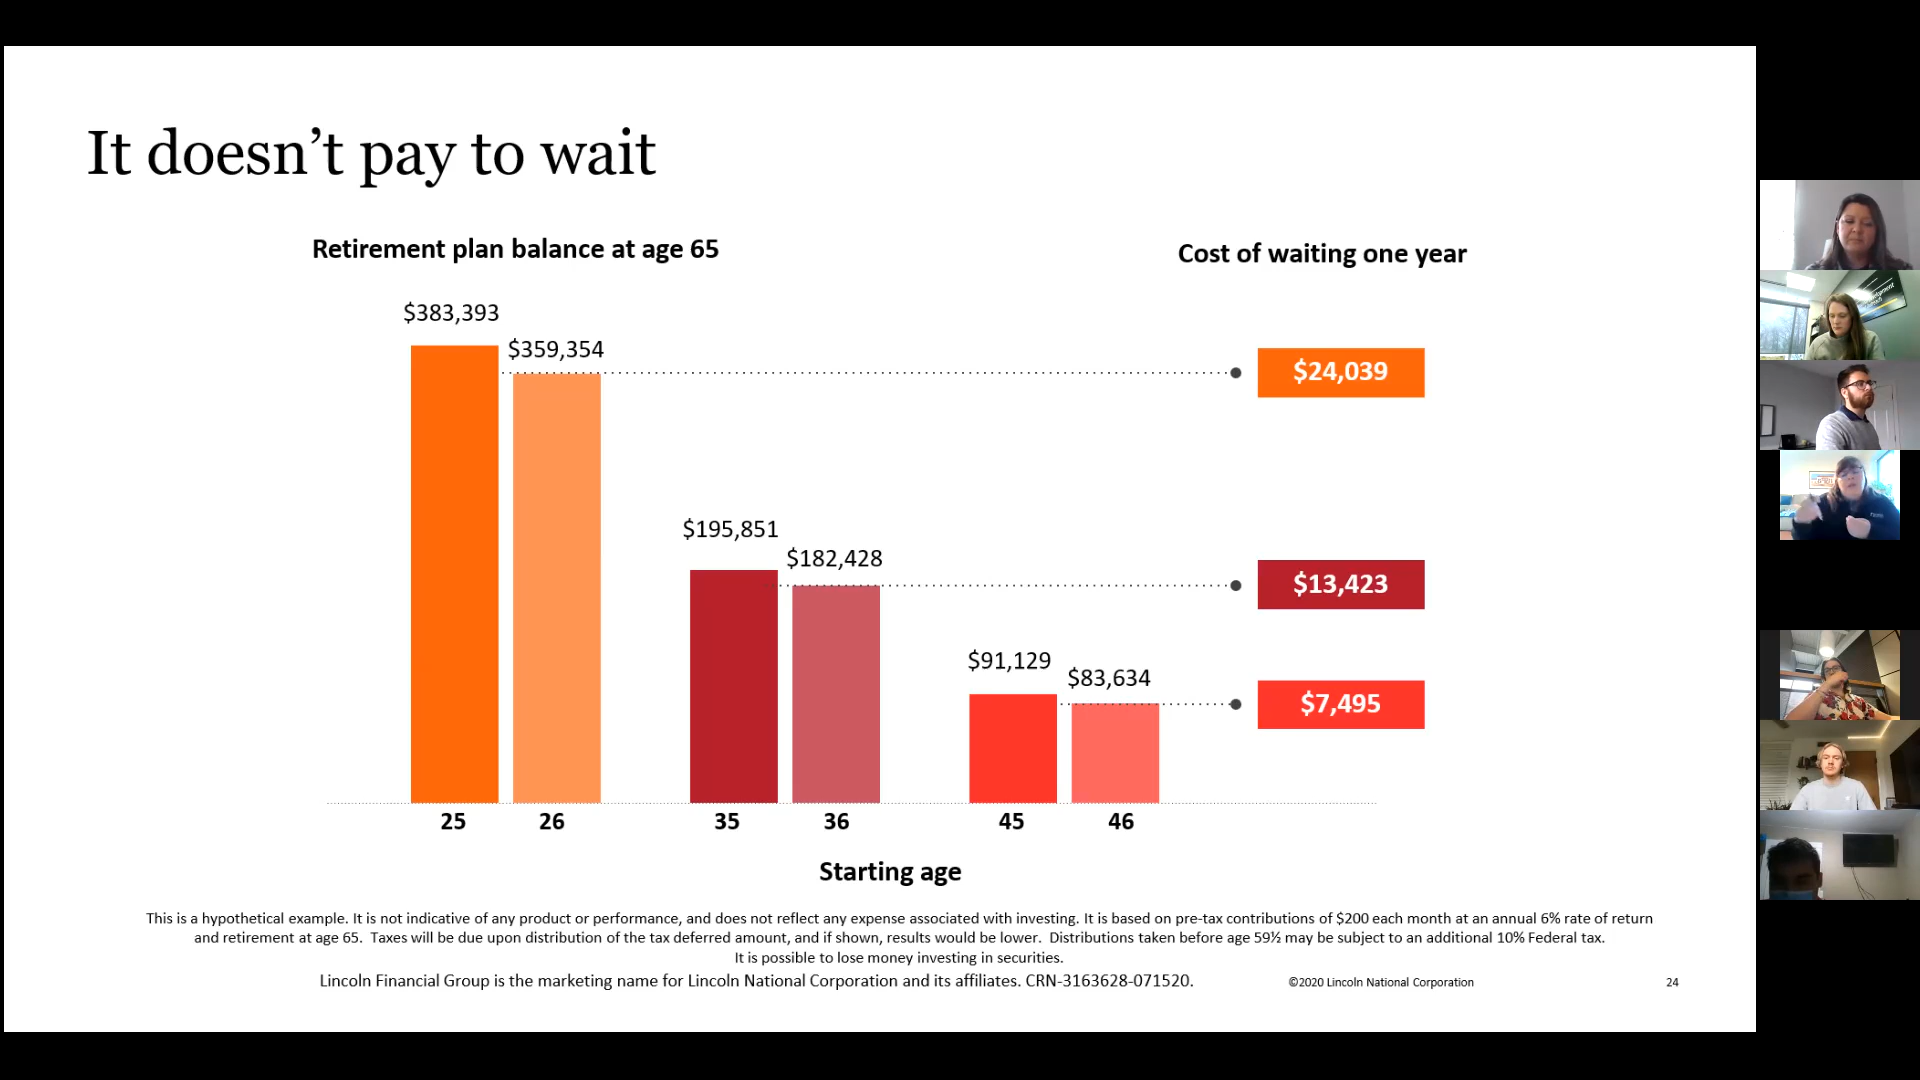 It doesn’t pay to wait
Retirement plan balance at age 65
Cost of waiting one year
$383,393
$359,354
$24,039
$195,851
$182,428
$13,423
$91,129
$83,634
$7,495
25 26 35 36 45 46
Starting age
This is a hypothetical example. It is not indicative of any product or performance, and does not reflect any expense associated with investing. It is based on pre-tax contributions of $200 each month at an annual 6% rate of return
and retirement at age 65. Taxes will be due upon distribution of the tax deferred amount, and if shown, results would be lower. Distributions taken before age 59½ may be subject to an additional 10% Federal tax.
It is possible to lose money investing in securities.
Lincoln Financial Group is the marketing name for Lincoln National Corporation and its affiliates. CRN-3163628-071520.
©2020 Lincoln National Corporation
24